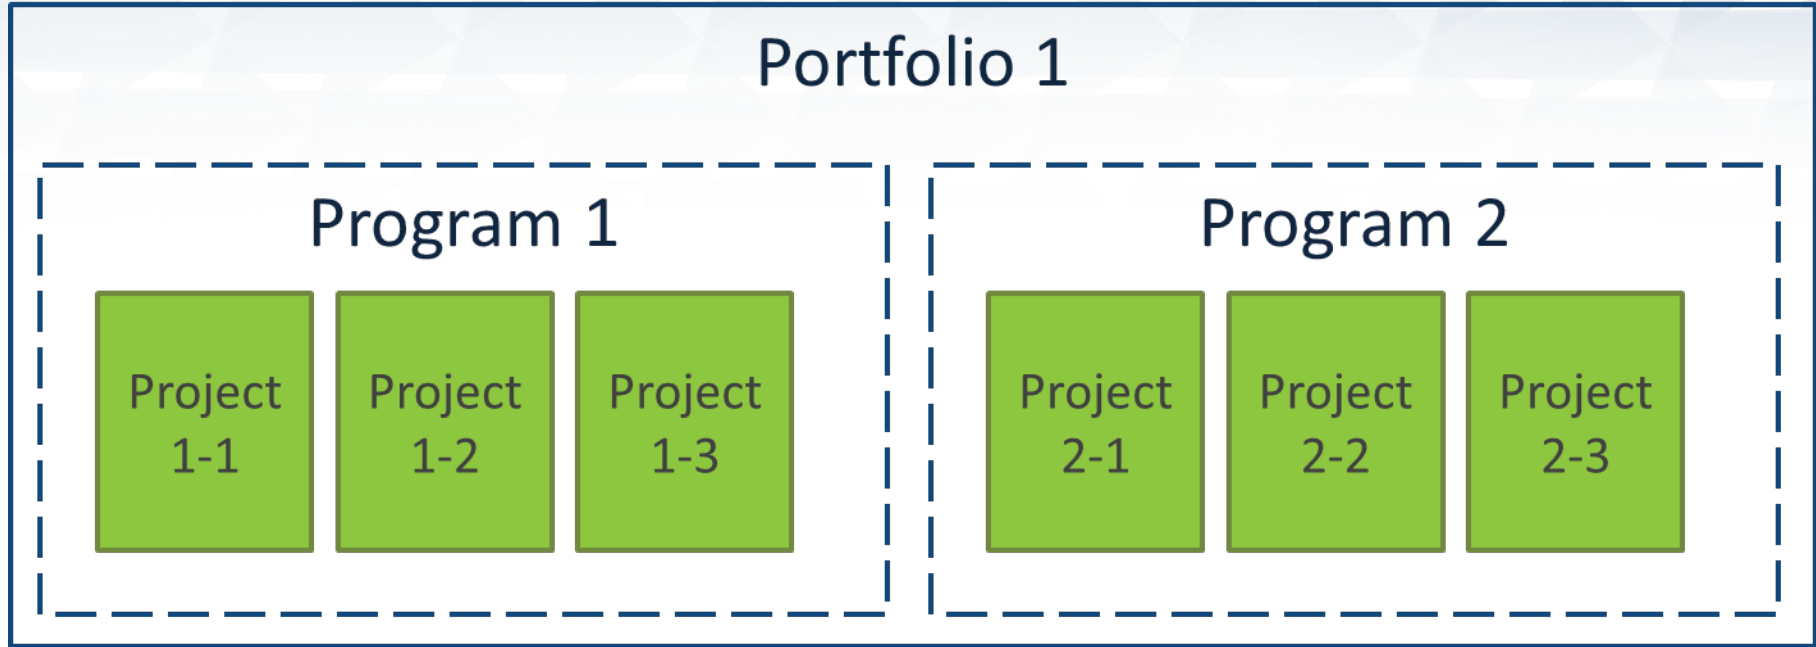 Portfolio 1
Program 1
Project
1-1
Project
1-2
Project
1-3
Program 2
Project
2-1
Project
2-2
Project
2-3